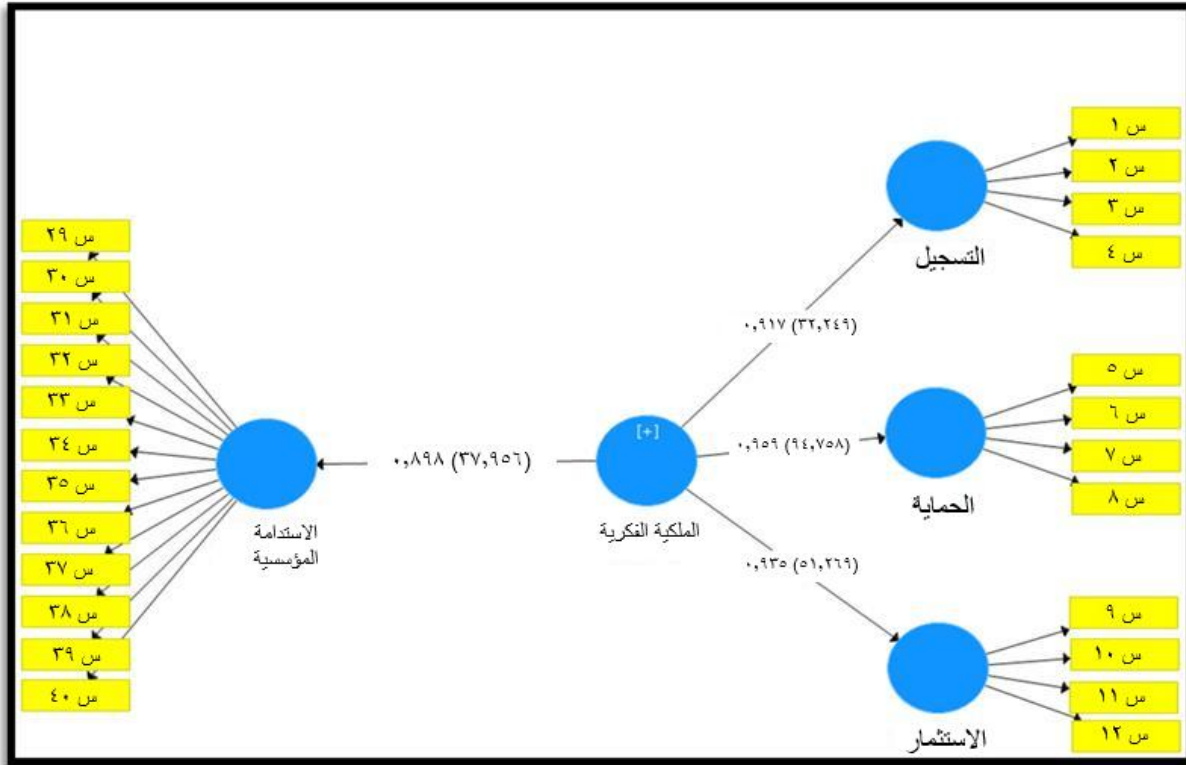 س ١
س ٢
س ٣
س ٤
التسجيل
٠,٩١٧ (٣٢,٢٤٩)
س ٥
س ٦
س ٧
س ٨
الحماية
٠,٩٥٩ (٩٤,٧٥٨)
[+]
الملكية الفكرية
٠,٩٣٥ (٥١,٢٦٩)
س ٩
س ١٠
س ١١
س ١٢
الاستثمار
٠,٨٩٨ (٣٧,٩٥٦)
الاستدامة
المؤسسية
س ٢٩
س ٣٠
س ٣١
س ٣٢
س ٣٣
س ٣٤
س ٣٥
س ٣٦
س ٣٧
س ٣٨
س ٣٩
س ٤٠